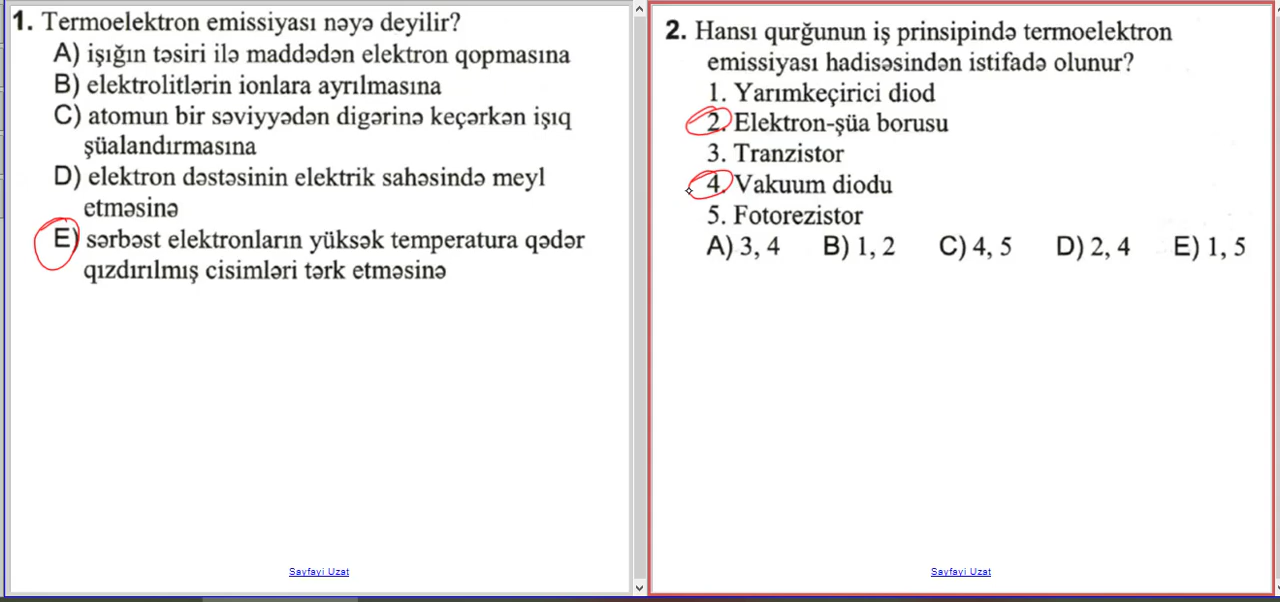 1. Termoelektron emissiyası nəyə deyilir?
A) işığın təsiri ilə maddədən elektron qopmasına
B) elektrolitlərin ionlara ayrılmasına
C) atomun bir səviyyədən digərinə keçərkən işıq
şüalandırmasına
D) elektron dəstəsinin elektrik sahəsində meyl
etməsinə
E) sərbəst elektronların yüksək temperatura qədər
qızdırılmış cisimləri tərk etməsinə
Sayfayi Uzat
2. Hansı qurğunun iş prinsipində termoelektron
emissiyası hadisəsindən istifadə olunur?
1. Yarımkeçirici diod
2. Elektron-şüa borusu
3. Tranzistor
4. Vakuum diodu
5. Fotorezistor
A) 3, 4 B) 1, 2 C) 4, 5 D) 2, 4 E) 1, 5
Sayfayi Uzat